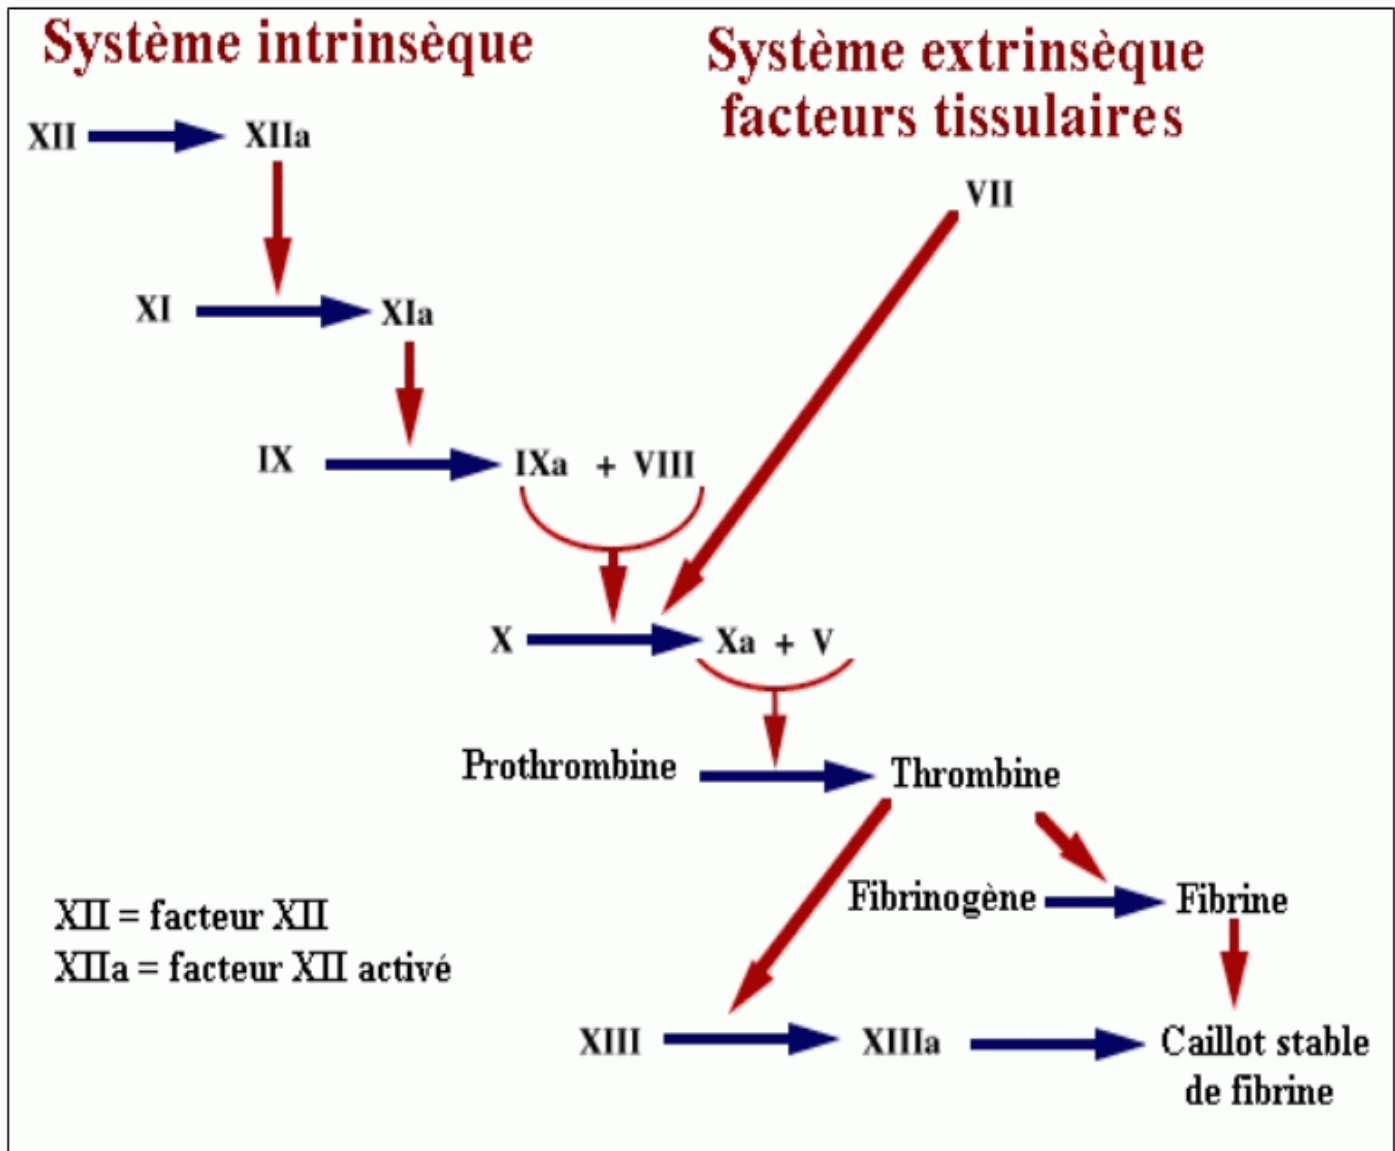 Système intrinsèque
Système extrinsèque
facteurs tissulaires
XII XIIa
VII
XI XIa
IX IXa + VIII
X Xa + V
Prothrombine Thrombine
Fibrinogène Fibrine
XII = facteur XII
XIIa = facteur XII activé
XIII XIIIa Caillot stable
de fibrine